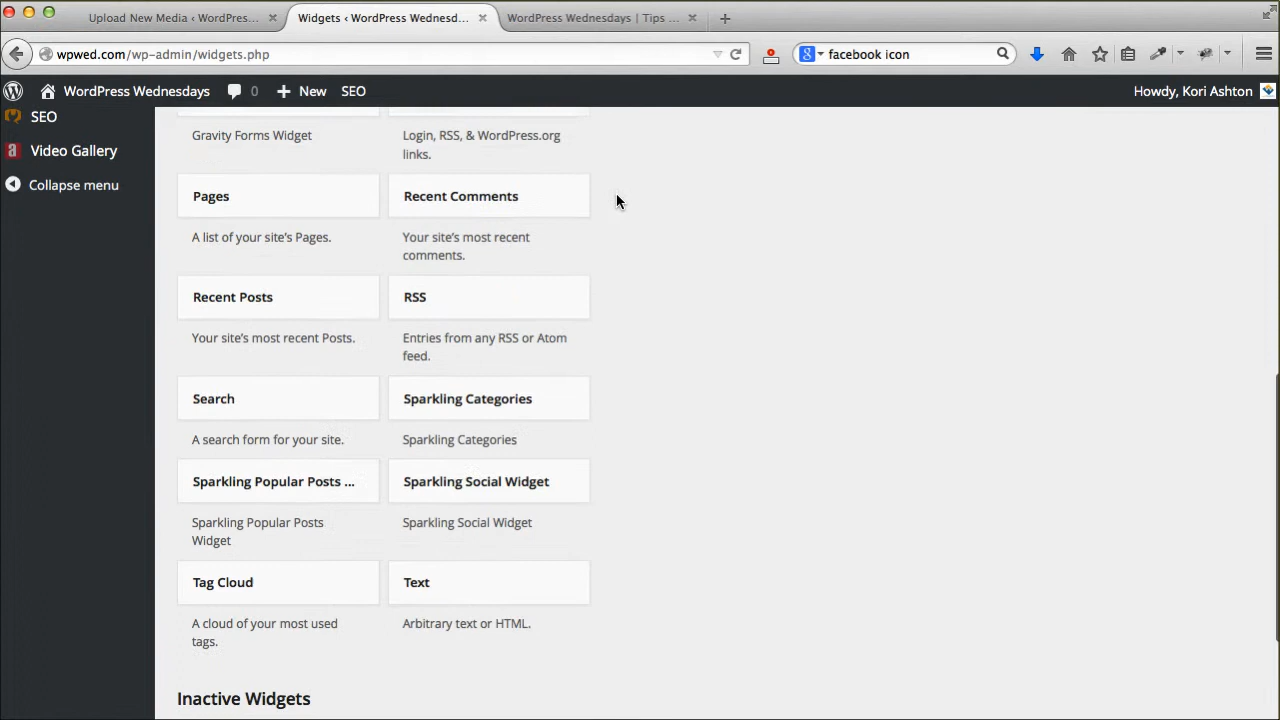 Upload New Media ‹ WordPres...
Widgets ‹ WordPress Wednesd...
WordPress Wednesdays | Tips ...
wpwed.com/wp-admin/widgets.php
facebook icon
WordPress Wednesdays
0
New
SEO
Howdy, Kori Ashton
SEO
Video Gallery
Collapse menu
Gravity Forms Widget
Login, RSS, & WordPress.org
links.
Pages
Recent Comments
A list of your site's Pages.
Your site's most recent
comments.
Recent Posts
RSS
Your site's most recent Posts.
Entries from any RSS or Atom
feed.
Search
Sparkling Categories
A search form for your site.
Sparkling Categories
Sparkling Popular Posts ...
Sparkling Social Widget
Sparkling Popular Posts
Widget
Sparkling Social Widget
Tag Cloud
Text
A cloud of your most used
tags.
Arbitrary text or HTML.
Inactive Widgets